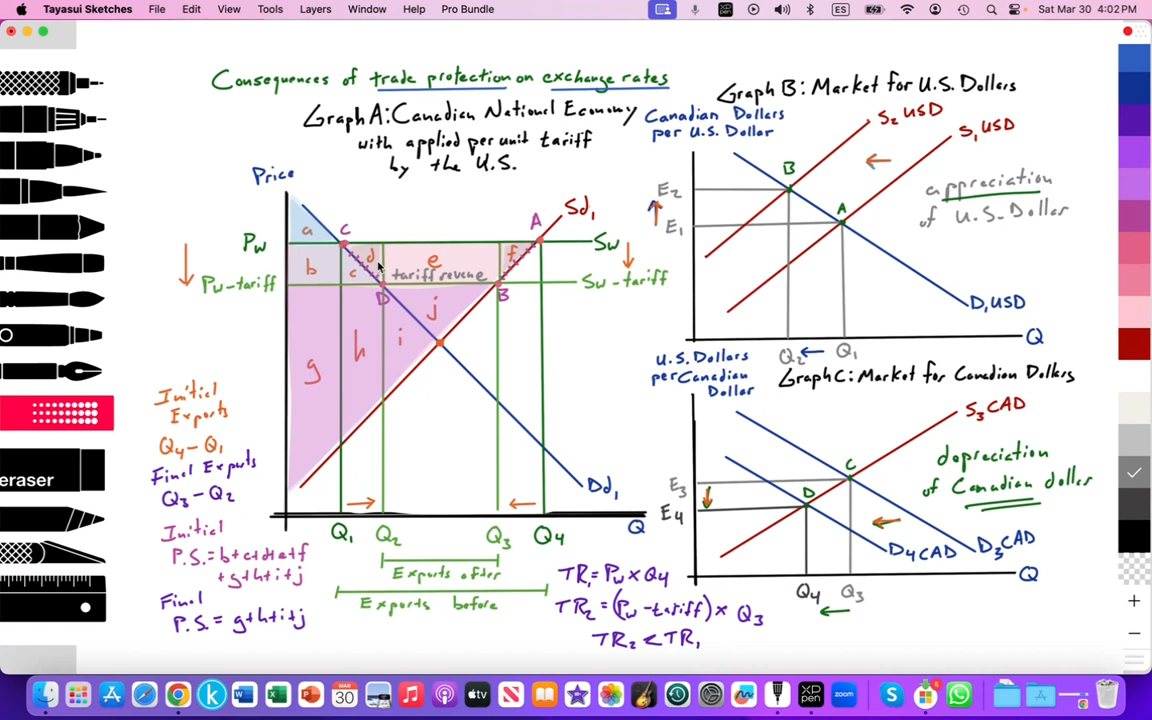 Tayasui Sketches File Edit View Tools Layers Window Help Pro Bundle
ES
Sat Mar 30 4:02 PM
Consequences of trade protection on exchange rates
Graph A: Canadian National Economy
with applied per unit tariff
by the U.S.
Price
Pw
Pw-tariff
a
b
c
d
e
f
g
h
i
j
tariff revenue
C
A
D
B
Sd1
Sw
Sw-tariff
Dd1
Q1
Q2
Q3
Q4
Q
Exports after
Exports before
Initial
Exports
Q4-Q1
Final Exports
Q3-Q2
Initial
P.S.=b+c+d+e+f
+g+h+i+j
Final
P.S.=g+h+i+j
TR1=Pw×Q4
TR2=(Pw-tariff)×Q3
TR2<TR1
Graph B: Market for U.S. Dollars
Canadian Dollars
per U.S. Dollar
S2 USD
S1 USD
B
A
E2
E1
appreciation
of U.S. Dollar
D1 USD
Q2
Q1
Q
U.S. Dollars
per Canadian
Dollar
Graph C: Market for Canadian Dollars
S3 CAD
C
D
E3
E4
depreciation
of Canadian dollar
D4 CAD
D3 CAD
Q4
Q3
Q
eraser
MAR
30
zoom